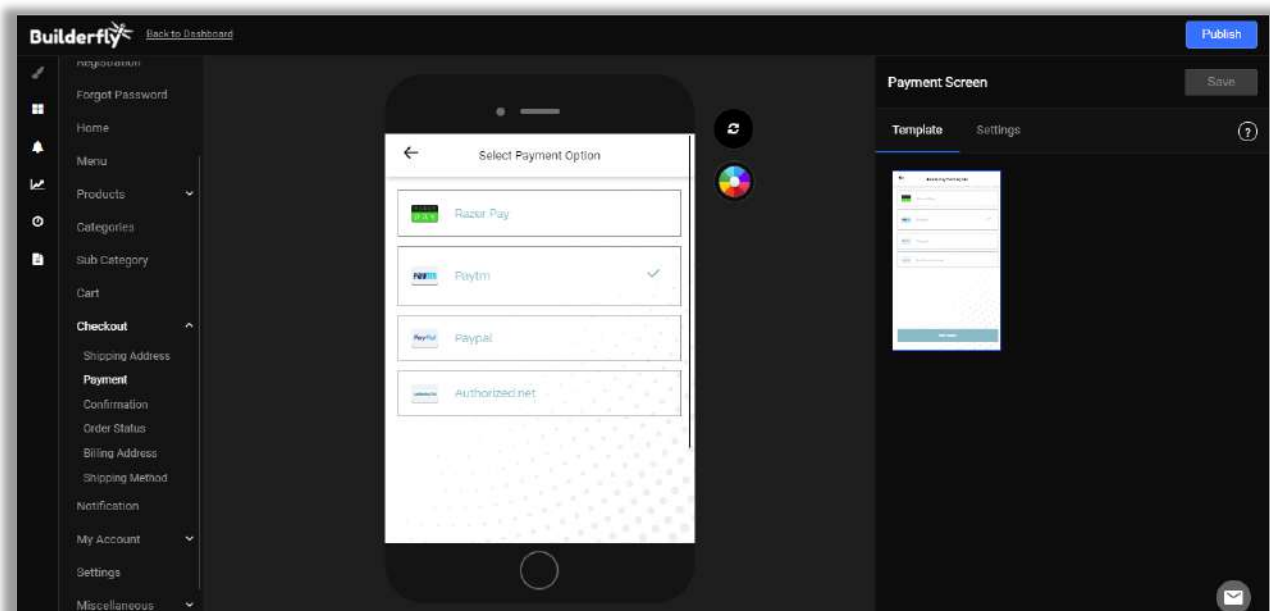 Builderfly Back to Dashboard
Publish
Registration
Forgot Password
Home
Menu
Products
Categories
Sub Category
Cart
Checkout
Shipping Address
Payment
Confirmation
Order Status
Billing Address
Shipping Method
Notification
My Account
Settings
Miscellaneous
Select Payment Option
Razor Pay
Paytm
Paytm
PayPal
Paypal
Authorized.net
Payment Screen
Save
Template Settings
?